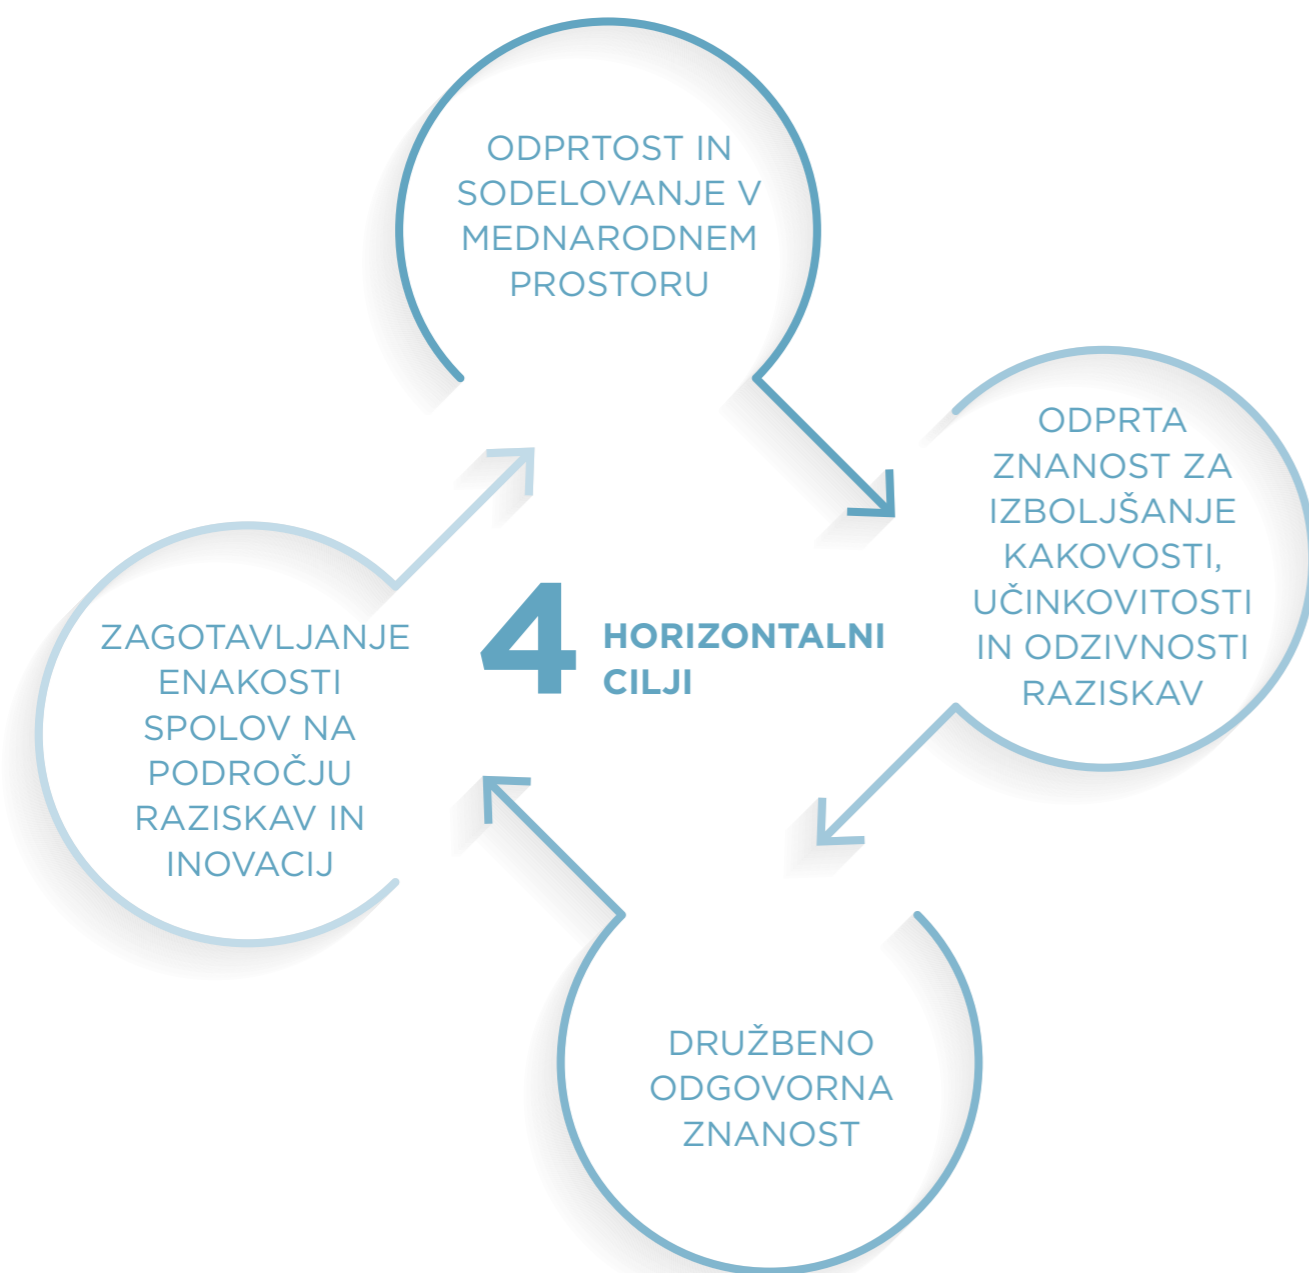 ODPRTOST IN
SODELOVANJE V
MEDNARODNEM
PROSTORU
ODPRTA
ZNANOST ZA
IZBOLJŠANJE
KAKOVOSTI,
UČINKOVITOSTI
IN ODZIVNOSTI
RAZISKAV
4 HORIZONTALNI
CILJI
ZAGOTAVLJANJE
ENAKOSTI
SPOLOV NA
PODROČJU
RAZISKAV IN
INOVACIJ
DRUŽBENO
ODGOVORNA
ZNANOST